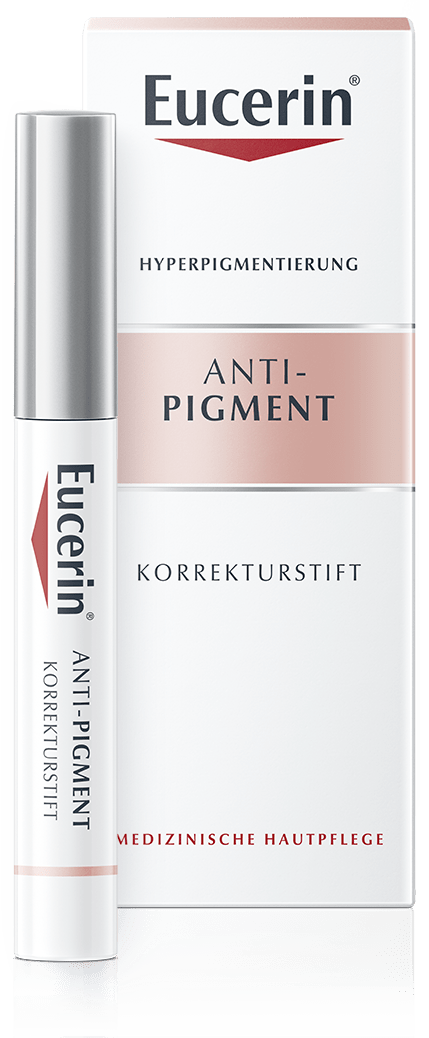 Eucerin®
HYPERPIGMENTIERUNG
ANTI-
PIGMENT
KORREKTURSTIFT
MEDIZINISCHE HAUTPFLEGE
Eucerin®
ANTI-PIGMENT
KORREKTURSTIFT